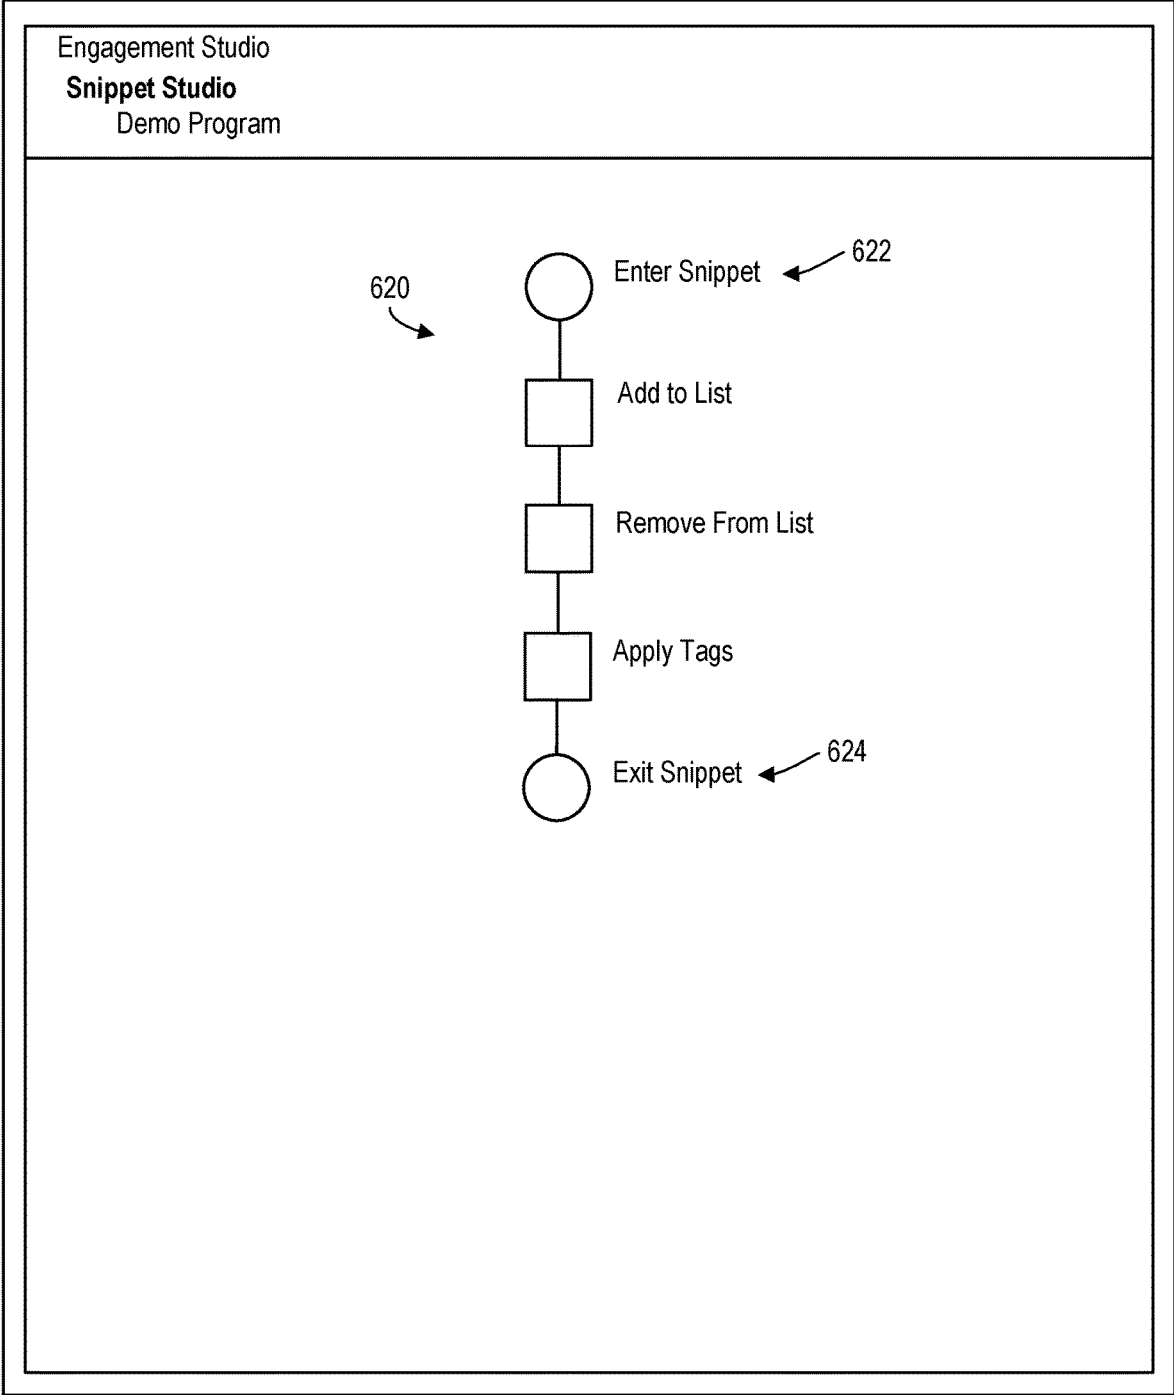 Engagement Studio
Snippet Studio
Demo Program
Enter Snippet
622
620
Add to List
Remove From List
Apply Tags
Exit Snippet
624